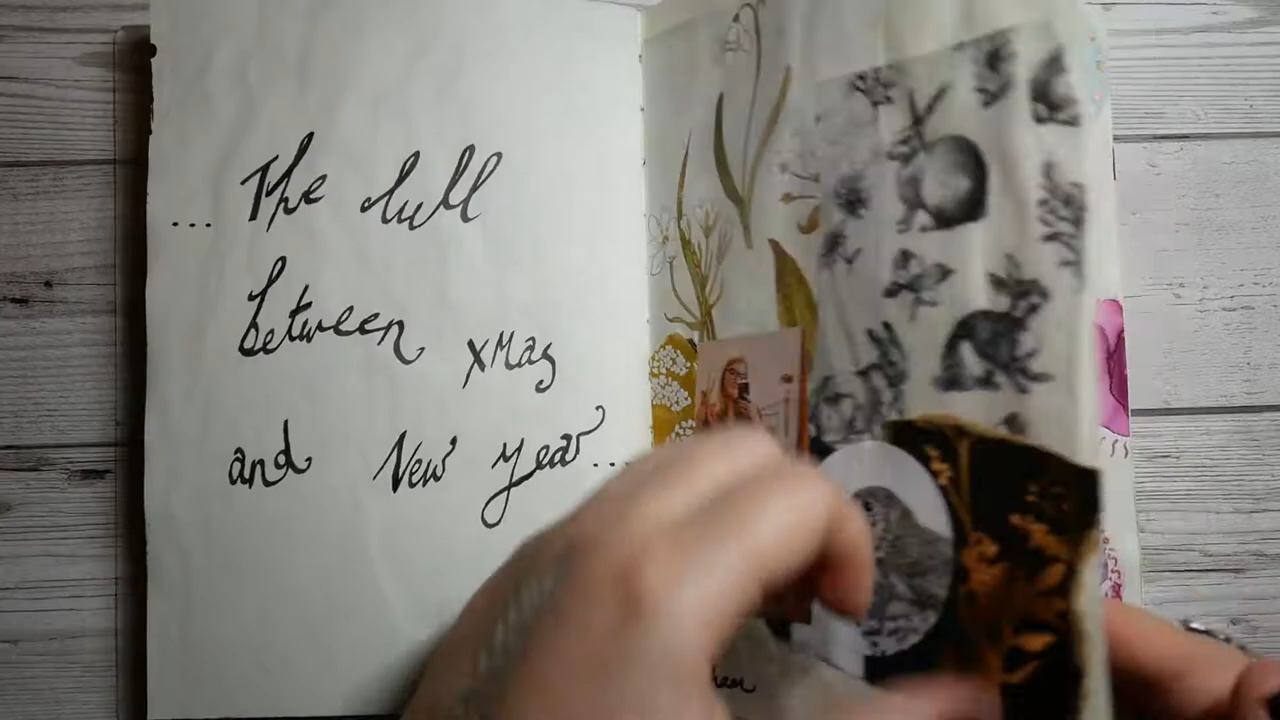 ... The lull
between xMas
and New Year...